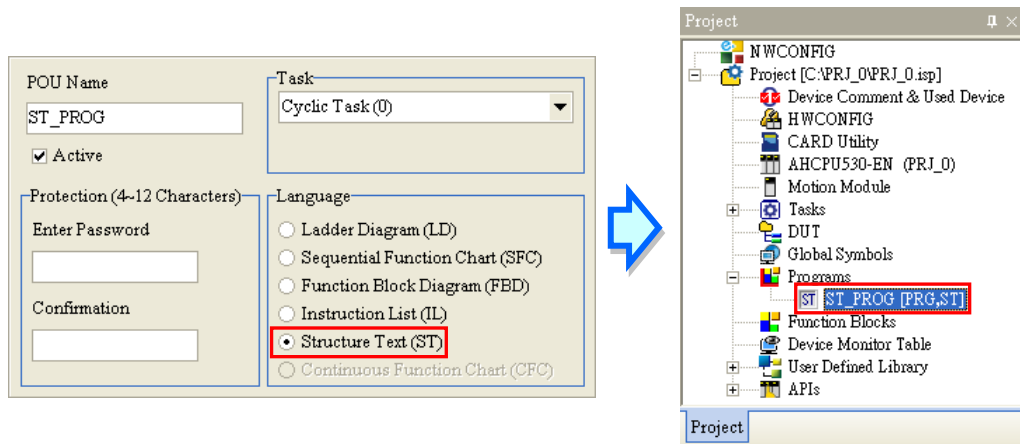 POU Name
ST_PROG
Active
Task
Cyclic Task (0)
Protection (4~12 Characters)
Enter Password
Confirmation
Language
Ladder Diagram (LD)
Sequential Function Chart (SFC)
Function Block Diagram (FBD)
Instruction List (IL)
Structure Text (ST)
Continuous Function Chart (CFC)
Project
NWCONFIG
Project [C:\PRJ_0\PRJ_0.isp]
Device Comment & Used Device
HWCONFIG
CARD Utility
AHCPU530-EN (PRJ_0)
Motion Module
Tasks
DUT
Global Symbols
Programs
ST ST_PROG [PRG,ST]
Function Blocks
Device Monitor Table
User Defined Library
APIs
Project